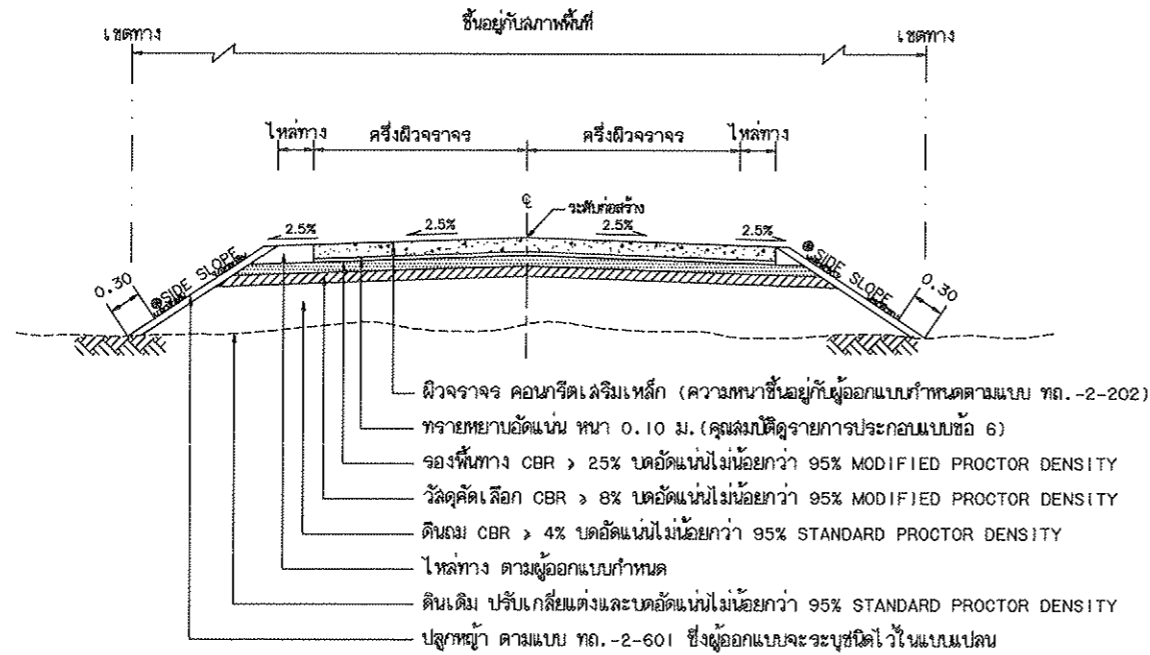 ขึ้นอยู่กับสภาพพื้นที่
เขตทาง
เขตทาง
ไหล่ทาง
ครึ่งผิวจราจร
ครึ่งผิวจราจร
ไหล่ทาง
℄
ระดับก่อสร้าง
2.5%
2.5%
2.5%
2.5%
0.30
SIDE SLOPE
SIDE SLOPE
0.30
ผิวจราจร คอนกรีตเสริมเหล็ก (ความหนาขึ้นอยู่กับผู้ออกแบบกำหนดตามแบบ ทถ.-2-202)
ทรายหยาบอัดแน่น หนา 0.10 ม.(คุณสมบัติดูรายการประกอบแบบข้อ 6)
รองพื้นทาง CBR > 25% บดอัดแน่นไม่น้อยกว่า 95% MODIFIED PROCTOR DENSITY
วัสดุคัดเลือก CBR > 8% บดอัดแน่นไม่น้อยกว่า 95% MODIFIED PROCTOR DENSITY
ดินถม CBR > 4% บดอัดแน่นไม่น้อยกว่า 95% STANDARD PROCTOR DENSITY
ไหล่ทาง ตามผู้ออกแบบกำหนด
ดินเดิม ปรับเกลี่ยแต่งและบดอัดแน่นไม่น้อยกว่า 95% STANDARD PROCTOR DENSITY
ปลูกหญ้า ตามแบบ ทถ.-2-601 ซึ่งผู้ออกแบบจะระบุชนิดไว้ในแบบแปลน